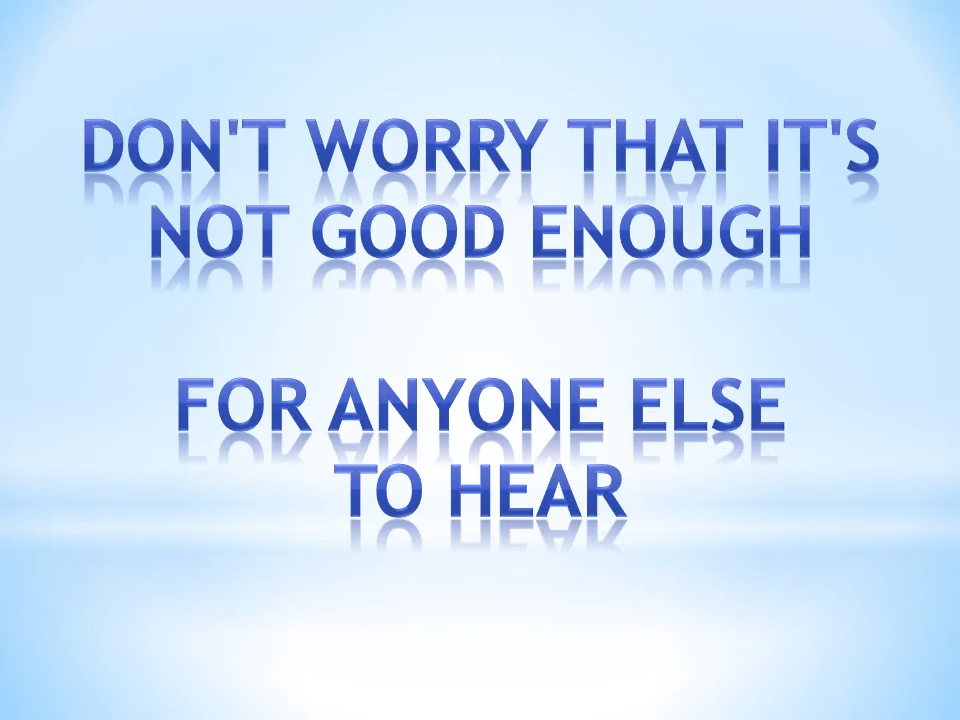 DON'T WORRY THAT IT'S
NOT GOOD ENOUGH
FOR ANYONE ELSE
TO HEAR